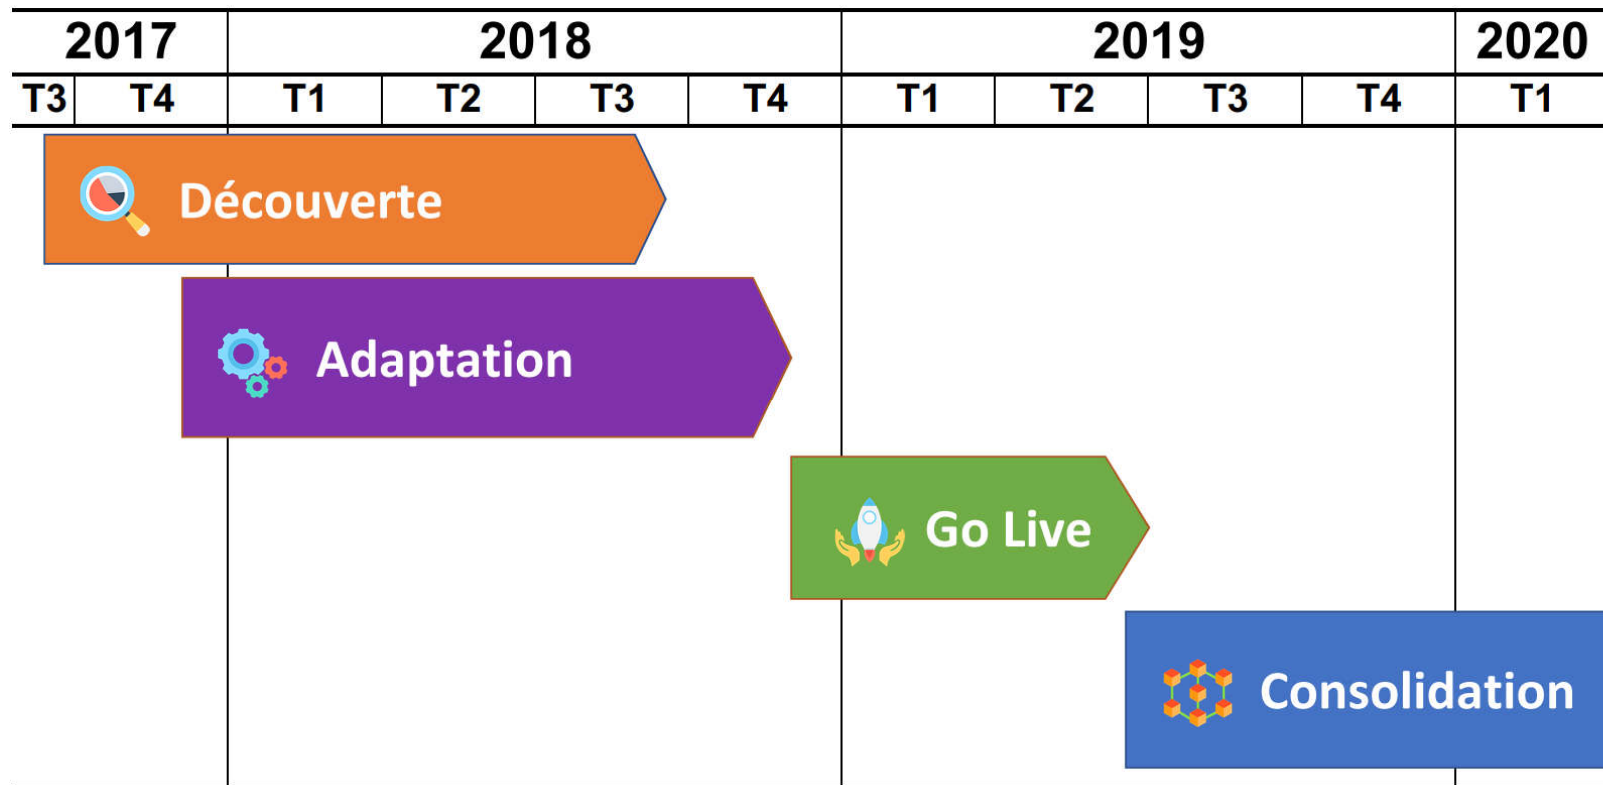 2017 2018 2019 2020
T3 T4 T1 T2 T3 T4 T1 T2 T3 T4 T1
Découverte
Adaptation
Go Live
Consolidation